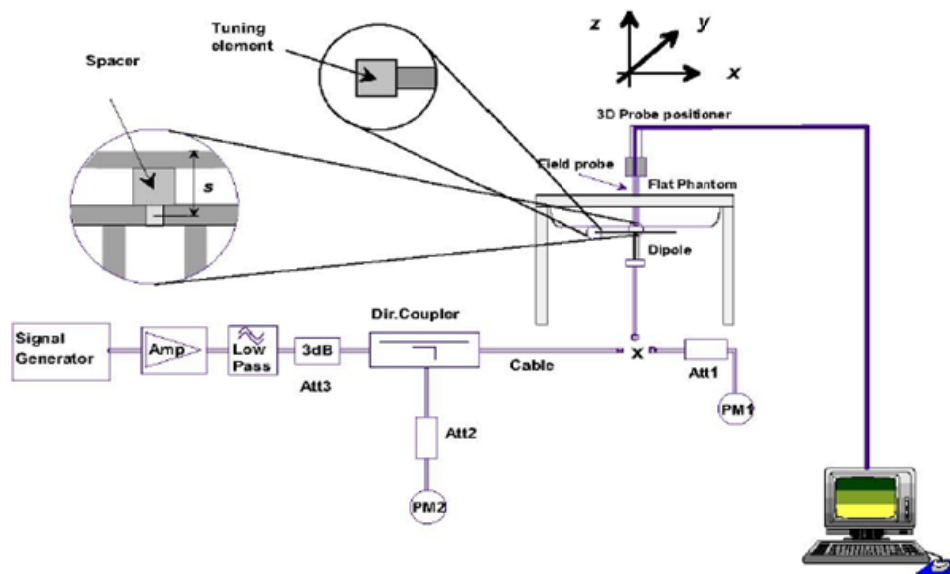 Tuning
element
Spacer
z
y
x
3D Probe positioner
s
Field probe
Flat Phantom
Dipole
Dir.Coupler
Signal
Generator
Amp
Low
Pass
3dB
Att3
Cable
x
Att1
PM1
Att2
PM2